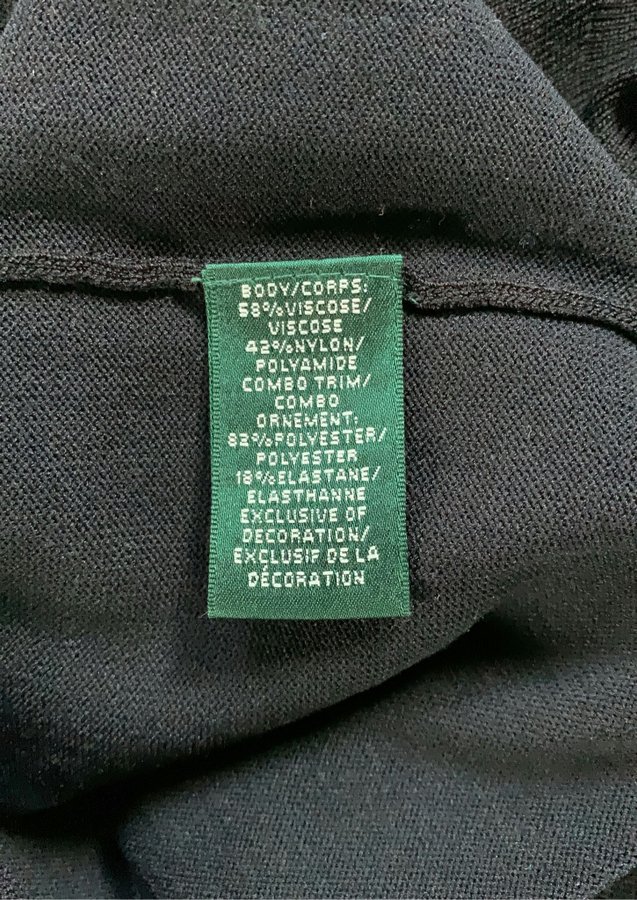 BODY/CORPS:
58%VISCOSE/
VISCOSE
42%NYLON/
POLYAMIDE
COMBO TRIM/
COMBO
ORNEMENT:
82%POLYESTER/
POLYESTER
18%ELASTANE/
ELASTHANNE
EXCLUSIVE OF
DECORATION/
EXCLUSIF DE LA
DÉCORATION